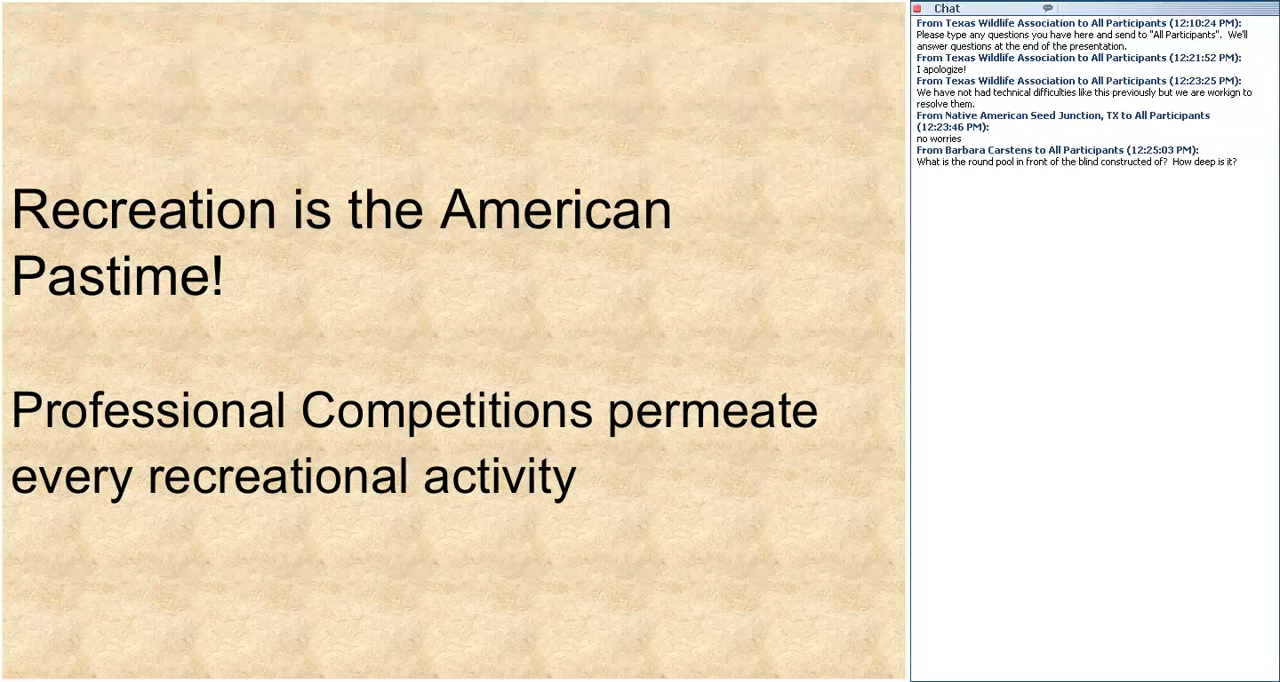 Recreation is the American
Pastime!
Professional Competitions permeate
every recreational activity
Chat
From Texas Wildlife Association to All Participants (12:10:24 PM):
Please type any questions you have here and send to "All Participants".  We'll
answer questions at the end of the presentation.
From Texas Wildlife Association to All Participants (12:21:52 PM):
I apologize!
From Texas Wildlife Association to All Participants (12:23:25 PM):
We have not had technical difficulties like this previously but we are workign to
resolve them.
From Native American Seed Junction, TX to All Participants
(12:23:46 PM):
no worries
From Barbara Carstens to All Participants (12:25:03 PM):
What is the round pool in front of the blind constructed of?  How deep is it?